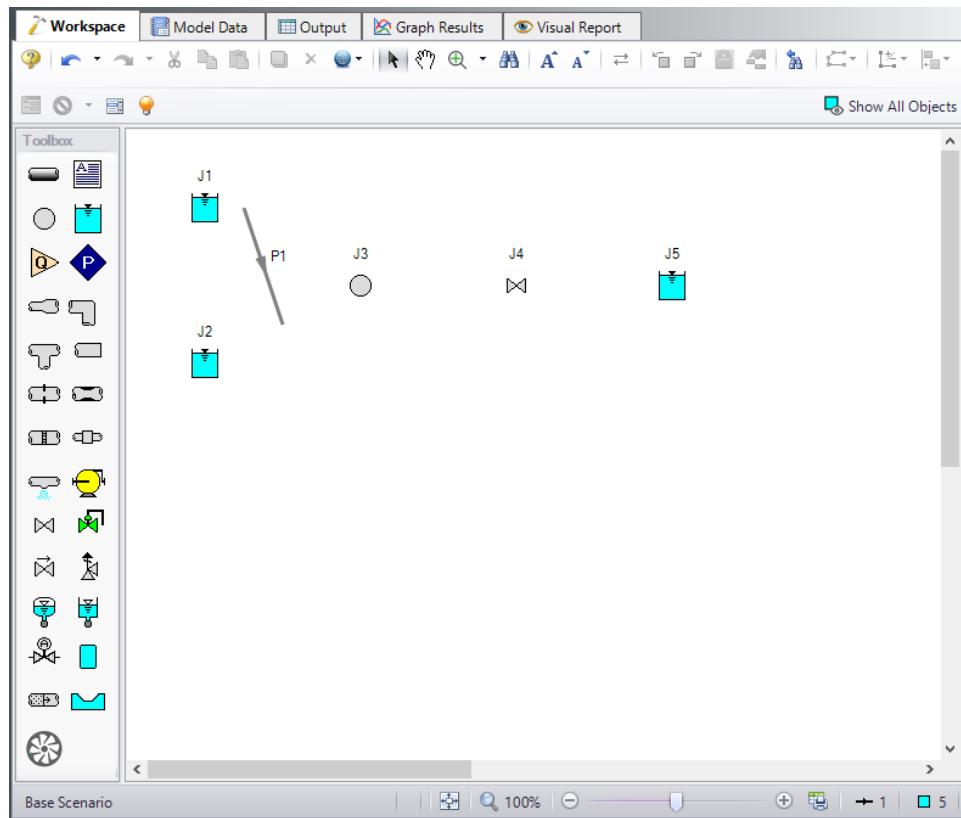 Workspace Model Data Output Graph Results Visual Report
A A
Show All Objects
Toolbox
A
Q P
A
J1
P1 J3 J4 J5
J2
Base Scenario 100% 1 5